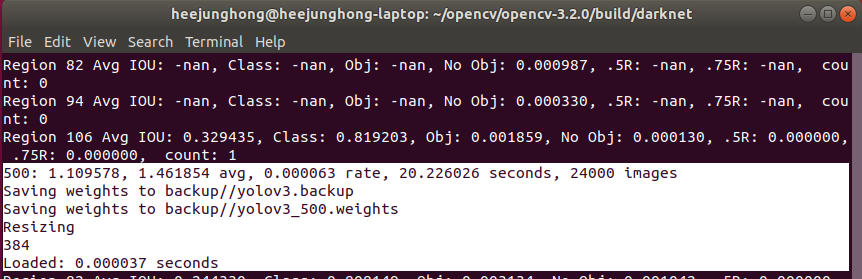 heejunghong@heejunghong-laptop: ~/opencv/opencv-3.2.0/build/darknet
File Edit View Search Terminal Help
Region 82 Avg IOU: -nan, Class: -nan, Obj: -nan, No Obj: 0.000987, .5R: -nan, .75R: -nan,  cou
nt: 0
Region 94 Avg IOU: -nan, Class: -nan, Obj: -nan, No Obj: 0.000330, .5R: -nan, .75R: -nan,  cou
nt: 0
Region 106 Avg IOU: 0.329435, Class: 0.819203, Obj: 0.001859, No Obj: 0.000130, .5R: 0.000000,
 .75R: 0.000000,  count: 1
500: 1.109578, 1.461854 avg, 0.000063 rate, 20.226026 seconds, 24000 images
Saving weights to backup//yolov3.backup
Saving weights to backup//yolov3_500.weights
Resizing
384
Loaded: 0.000037 seconds